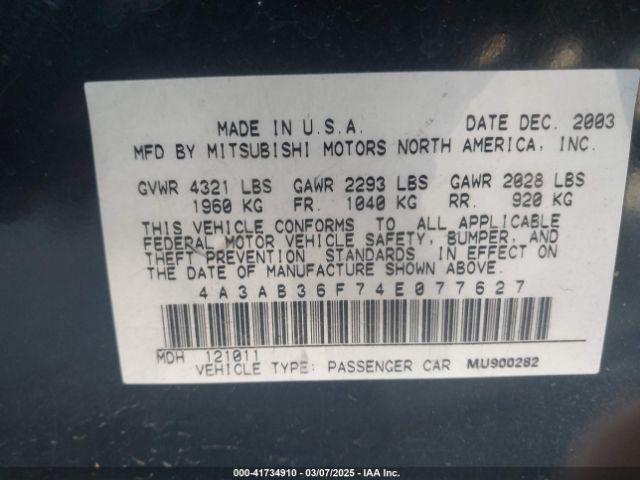 MADE IN U.S.A. DATE DEC. 2003
MFD BY MITSUBISHI MOTORS NORTH AMERICA, INC.
GVWR 4321 LBS GAWR 2293 LBS GAWR 2028 LBS
1960 KG FR. 1040 KG RR. 920 KG
THIS VEHICLE CONFORMS TO ALL APPLICABLE
FEDERAL MOTOR VEHICLE SAFETY, BUMPER, AND
THEFT PREVENTION STANDARDS IN EFFECT ON
THE DATE OF MANUFACTURE SHOWN ABOVE.
4A3AB36F74E077627
MDH 121011
VEHICLE TYPE: PASSENGER CAR MU900282
000-41734910 - 03/07/2025 - IAA Inc.